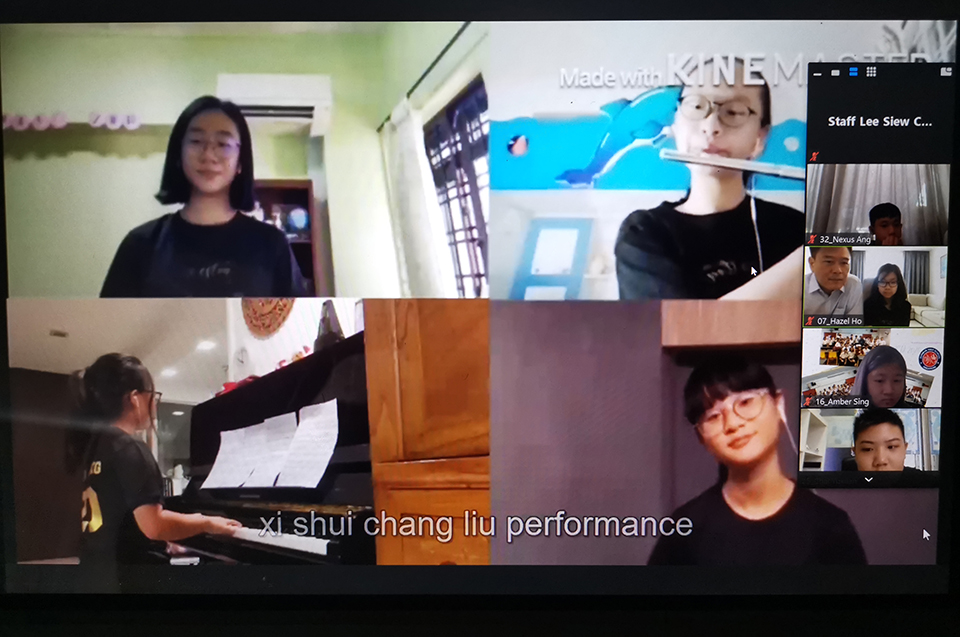 Made with KINEMASTER
Staff Lee Siew C...
32_Nexus Ang
07_Hazel Ho
16_Amber Sing
xi shui chang liu performance